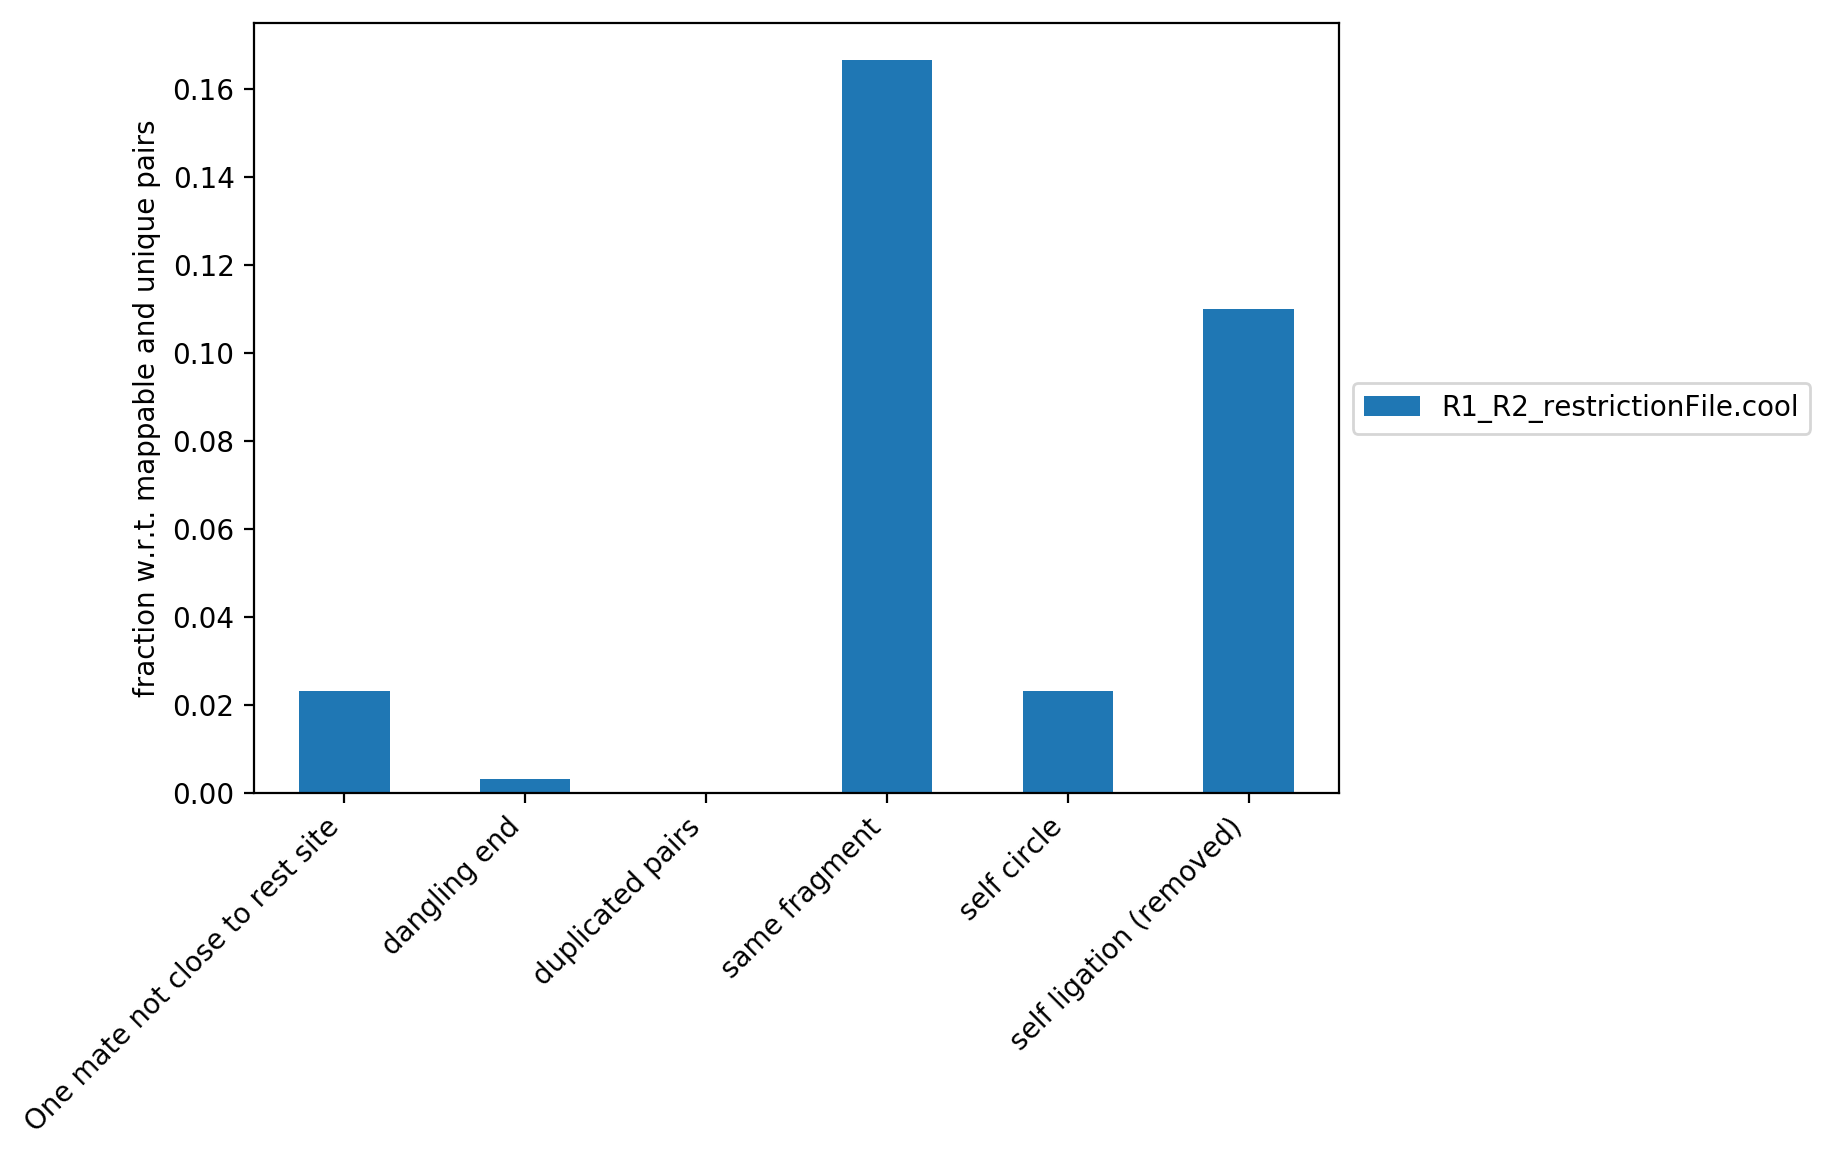 fraction w.r.t. mappable and unique pairs
0.16
0.14
0.12
0.10
0.08
0.06
0.04
0.02
0.00
One mate not close to rest site
dangling end
duplicated pairs
same fragment
self circle
self ligation (removed)
R1_R2_restrictionFile.cool